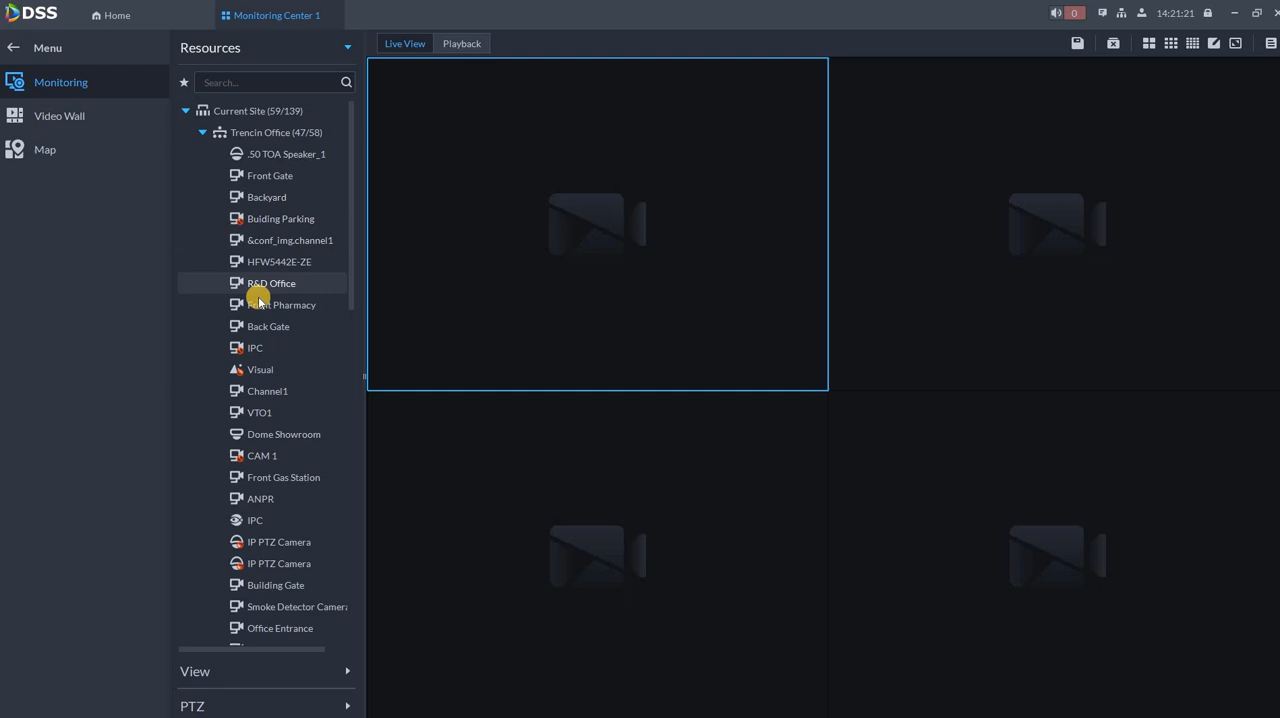 DSS
Home
Monitoring Center 1
0
14:21:21
Menu
Resources
Live View
Playback
Monitoring
Search...
Video Wall
Current Site (59/139)
Trencin Office (47/58)
Map
.50 TOA Speaker_1
Front Gate
Backyard
Buiding Parking
&conf_img.channel1
HFW5442E-ZE
R&D Office
Front Pharmacy
Back Gate
IPC
Visual
Channel1
VTO1
Dome Showroom
CAM 1
Front Gas Station
ANPR
IPC
IP PTZ Camera
IP PTZ Camera
Building Gate
Smoke Detector Camera
Office Entrance
View
PTZ